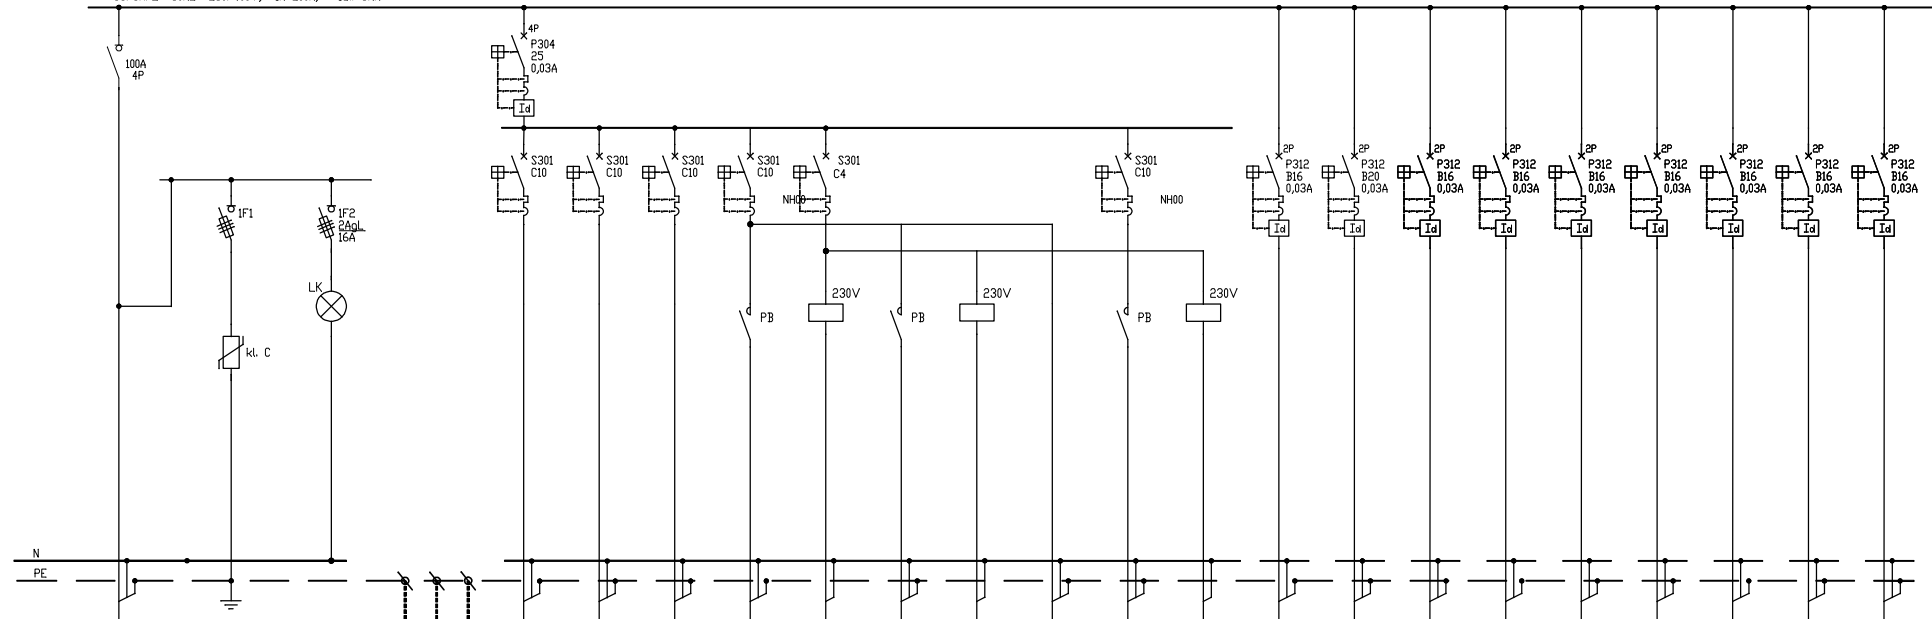 100A
4P
4P
P304
25
0,03A
Id
S301
C10
S301
C10
S301
C10
S301
C10
S301
C4
S301
C10
2P
P312
B16
0,03A
2P
P312
B20
0,03A
2P
P312
B16
0,03A
2P
P312
B16
0,03A
2P
P312
B16
0,03A
2P
P312
B16
0,03A
2P
P312
B16
0,03A
2P
P312
B16
0,03A
2P
P312
B16
0,03A
NH00
NH00
1F1
1F2
2AgL
16A
Id
Id
Id
Id
Id
Id
Id
Id
Id
LK
230V
230V
230V
PB
PB
PB
kl. C
N
PE